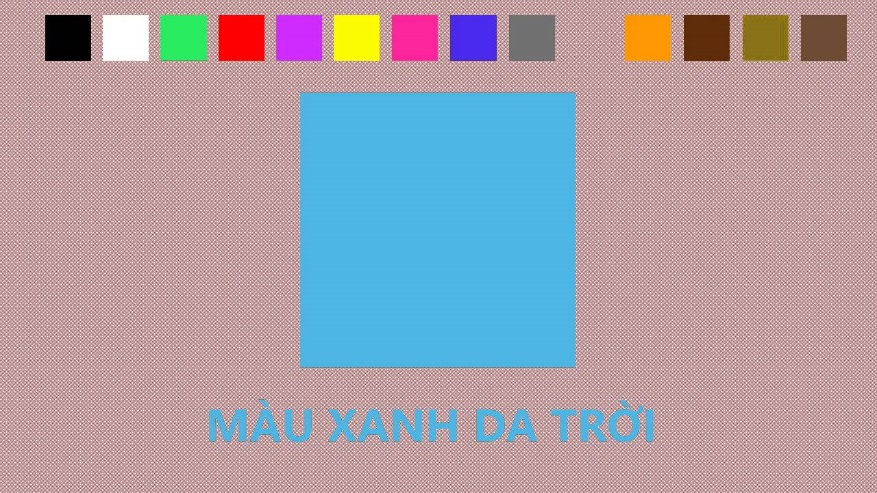 MÀU XANH DA TRỜI